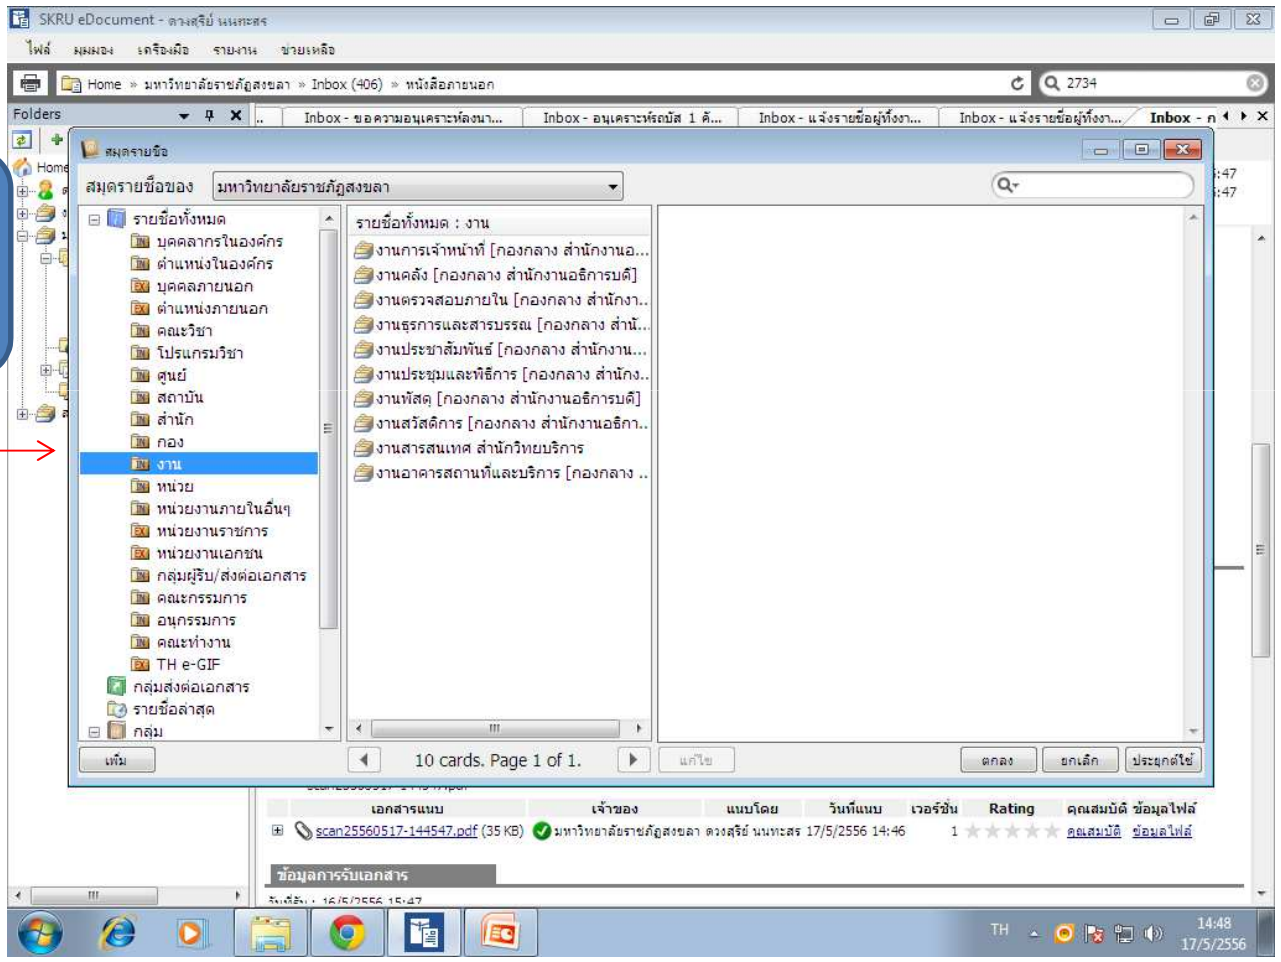 SKRU eDocument - ดวงสุรีย์ นนทะสร
ไฟล์ มุมมอง เครื่องมือ รายงาน ช่วยเหลือ
Home » มหาวิทยาลัยราชภัฏสงขลา » Inbox (406) » หนังสือภายนอก
2734
Folders
Inbox - ขอความอนุเคราะห์ลงนา...
Inbox - อนุเคราะห์รถบัส 1 คั...
Inbox - แจ้งรายชื่อผู้ทิ้งงา...
Inbox - แจ้งรายชื่อผู้ทิ้งงา...
Inbox - ก
Home
:47
:47
สมุดรายชื่อ
สมุดรายชื่อของ มหาวิทยาลัยราชภัฏสงขลา
รายชื่อทั้งหมด
บุคคลากรในองค์กร
ตำแหน่งในองค์กร
บุคคลภายนอก
ตำแหน่งภายนอก
คณะวิชา
โปรแกรมวิชา
ศูนย์
สถาบัน
สำนัก
กอง
งาน
หน่วย
หน่วยงานภายในอื่นๆ
หน่วยงานราชการ
หน่วยงานเอกชน
กลุ่มผู้รับ/ส่งต่อเอกสาร
คณะกรรมการ
อนุกรรมการ
คณะทำงาน
TH e-GIF
กลุ่มส่งต่อเอกสาร
รายชื่อล่าสุด
กลุ่ม
รายชื่อทั้งหมด : งาน
งานการเจ้าหน้าที่ [กองกลาง สำนักงานอ...
งานคลัง [กองกลาง สำนักงานอธิการบดี]
งานตรวจสอบภายใน [กองกลาง สำนักงา..
งานธุรการและสารบรรณ [กองกลาง สำนั...
งานประชาสัมพันธ์ [กองกลาง สำนักงาน...
งานประชุมและพิธีการ [กองกลาง สำนักง..
งานพัสดุ [กองกลาง สำนักงานอธิการบดี]
งานสวัสดิการ [กองกลาง สำนักงานอธิกา..
งานสารสนเทศ สำนักวิทยบริการ
งานอาคารสถานที่และบริการ [กองกลาง ..
เพิ่ม
10 cards. Page 1 of 1.
แก้ไข
ตกลง ยกเลิก ประยุกต์ใช้
เอกสารแนบ เจ้าของ แนบโดย วันที่แนบ เวอร์ชั่น Rating คุณสมบัติ ข้อมูลไฟล์
scan25560517-144547.pdf (35 KB) มหาวิทยาลัยราชภัฏสงขลา ดวงสุรีย์ นนทะสร 17/5/2556 14:46 1 คุณสมบัติ ข้อมูลไฟล์
ข้อมูลการรับเอกสาร
วันที่รับ : 16/5/2556 15:47
TH
14:48
17/5/2556